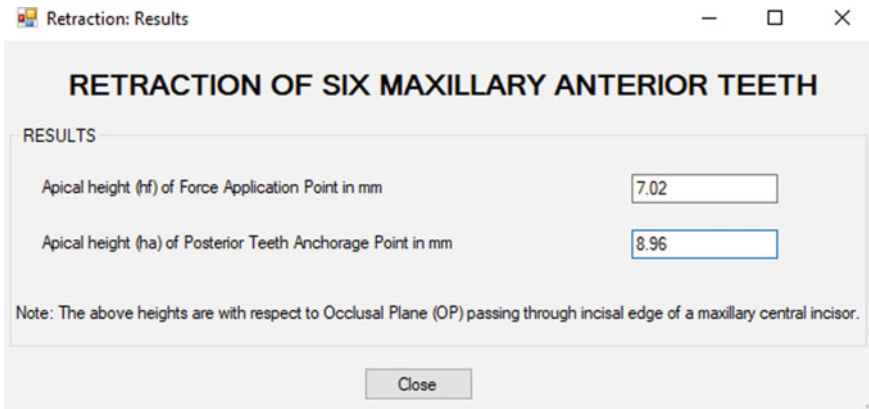 Retraction: Results
RETRACTION OF SIX MAXILLARY ANTERIOR TEETH
RESULTS
Apical height (hf) of Force Application Point in mm 7.02
Apical height (ha) of Posterior Teeth Anchorage Point in mm 8.96
Note: The above heights are with respect to Occlusal Plane (OP) passing through incisal edge of a maxillary central incisor.
Close